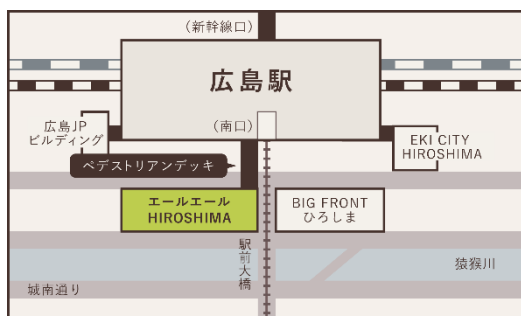 （新幹線口）
広島駅
（南口）
広島JP
ビルディング
EKI CITY
HIROSHIMA
ペデストリアンデッキ
エールエール
HIROSHIMA
BIG FRONT
ひろしま
駅前大橋
猿猴川
城南通り